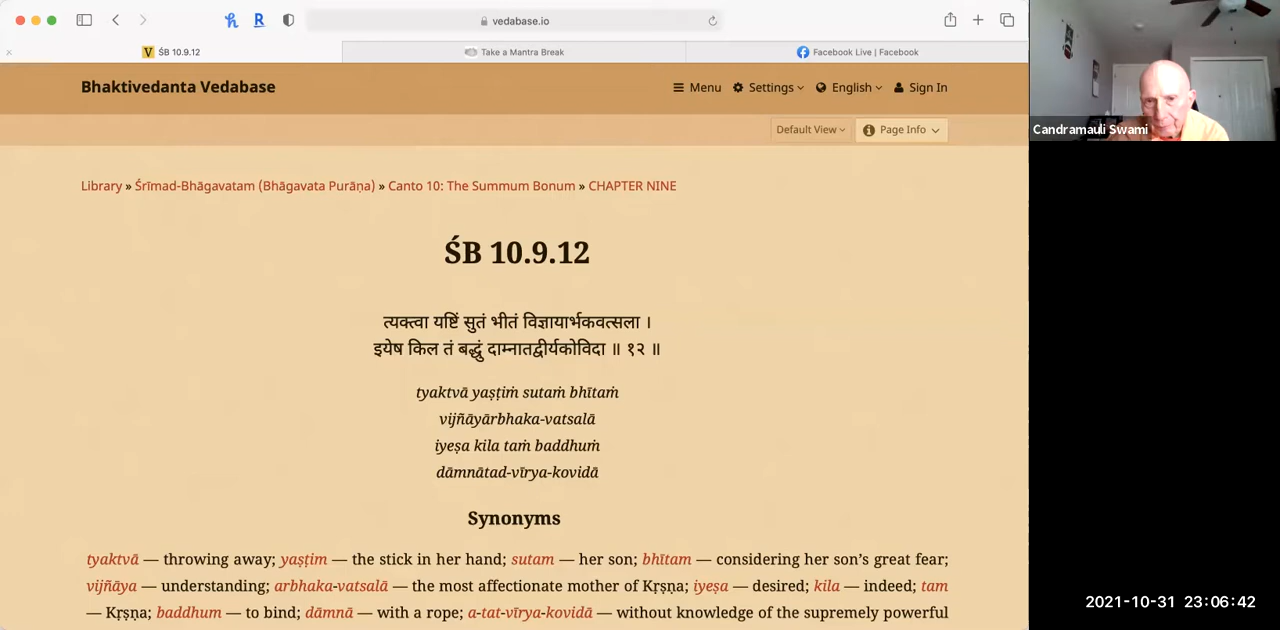 vedabase.io
ŚB 10.9.12
Take a Mantra Break
Facebook Live | Facebook
Bhaktivedanta Vedabase
Menu Settings English Sign In
Default View Page Info
Library » Śrīmad-Bhāgavatam (Bhāgavata Purāṇa) » Canto 10: The Summum Bonum » CHAPTER NINE
ŚB 10.9.12
त्यक्त्वा यष्टिं सुतं भीतं विज्ञायार्भकवत्सला ।
इयेष किल तं बद्धुं दाम्नातद्वीर्यकोविदा ॥ १२ ॥
tyaktvā yaṣṭiṁ sutaṁ bhītaṁ
vijñāyārbhaka-vatsalā
iyeṣa kila taṁ baddhuṁ
dāmnātad-vīrya-kovidā
Synonyms
tyaktvā — throwing away; yaṣṭim — the stick in her hand; sutam — her son; bhītam — considering her son’s great fear;
vijñāya — understanding; arbhaka-vatsalā — the most affectionate mother of Kṛṣṇa; iyeṣa — desired; kila — indeed; tam
— Kṛṣṇa; baddhum — to bind; dāmnā — with a rope; a-tat-vīrya-kovidā — without knowledge of the supremely powerful
Candramauli Swami
2021-10-31 23:06:42